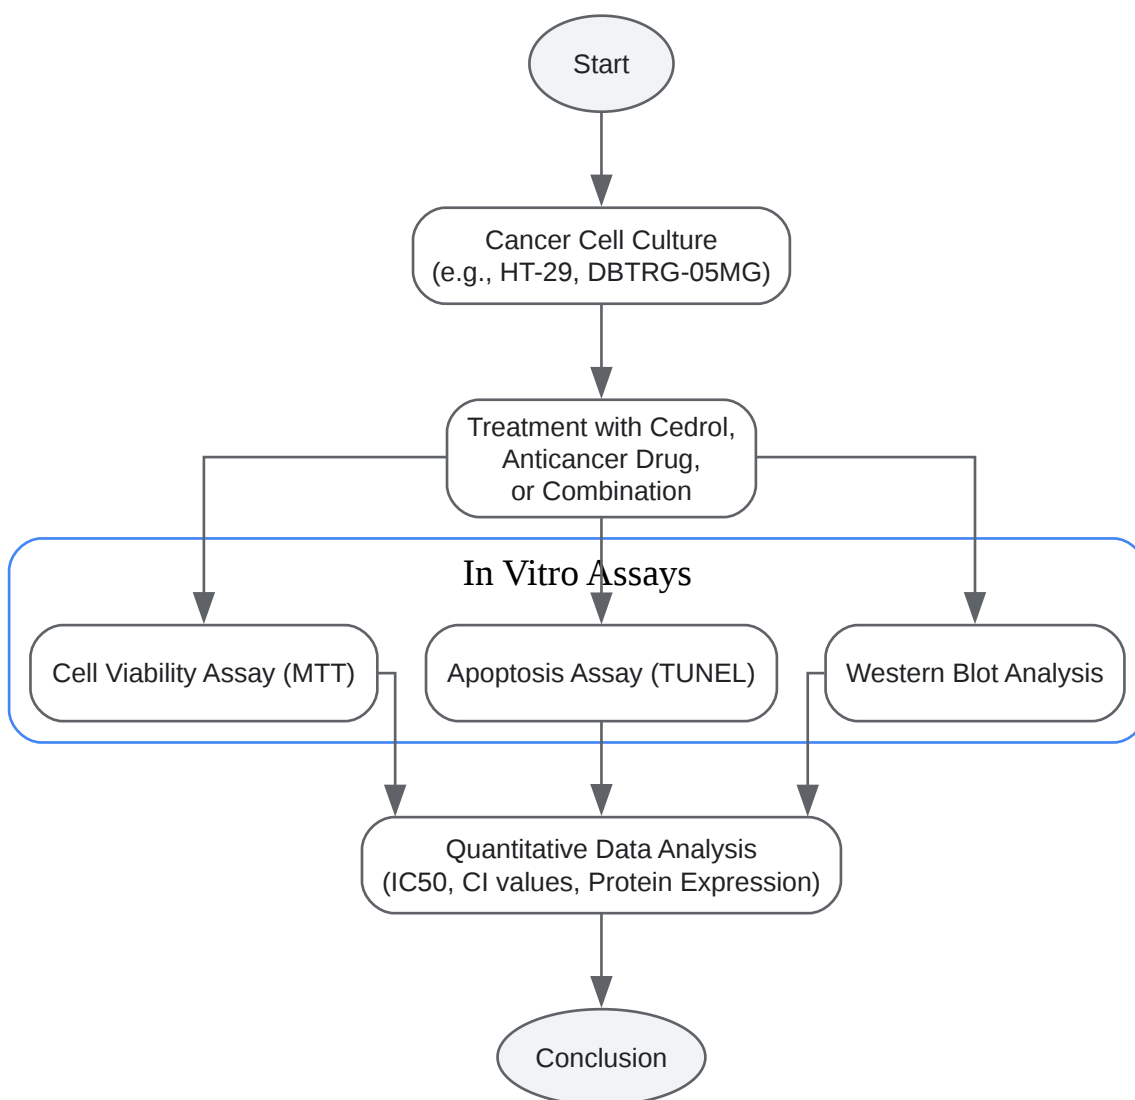 Start
Cancer Cell Culture
(e.g., HT-29, DBTRG-05MG)
Treatment with Cedrol,
Anticancer Drug,
or Combination
In Vitro Assays
Cell Viability Assay (MTT)
Apoptosis Assay (TUNEL)
Western Blot Analysis
Quantitative Data Analysis
(IC50, CI values, Protein Expression)
Conclusion